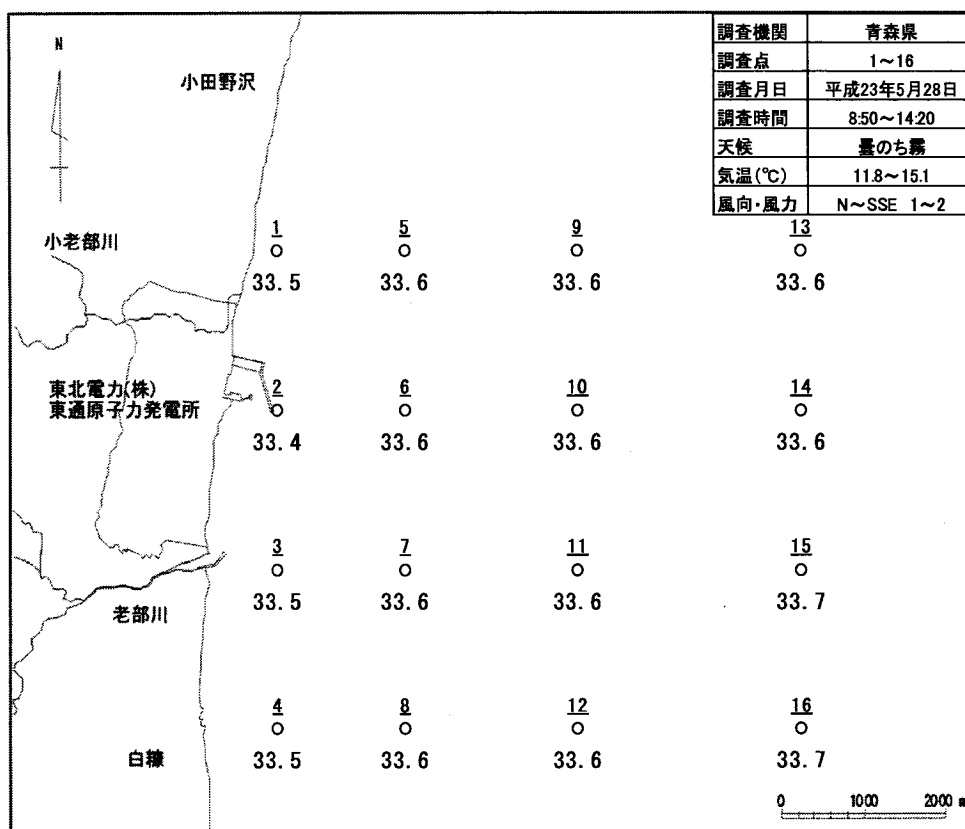 調査機関 青森県
調査点 1～16
調査月日 平成23年5月28日
調査時間 8:50～14:20
天候 曇のち霧
気温(℃) 11.8～15.1
風向・風力 N～SSE 1～2
N
小田野沢
小老部川
1 5 9 13
33.5 33.6 33.6 33.6
東北電力(株)
東通原子力発電所
2 6 10 14
33.4 33.6 33.6 33.6
3 7 11 15
33.5 33.6 33.6 33.7
老部川
4 8 12 16
33.5 33.6 33.6 33.7
白糠
0 1000 2000 m